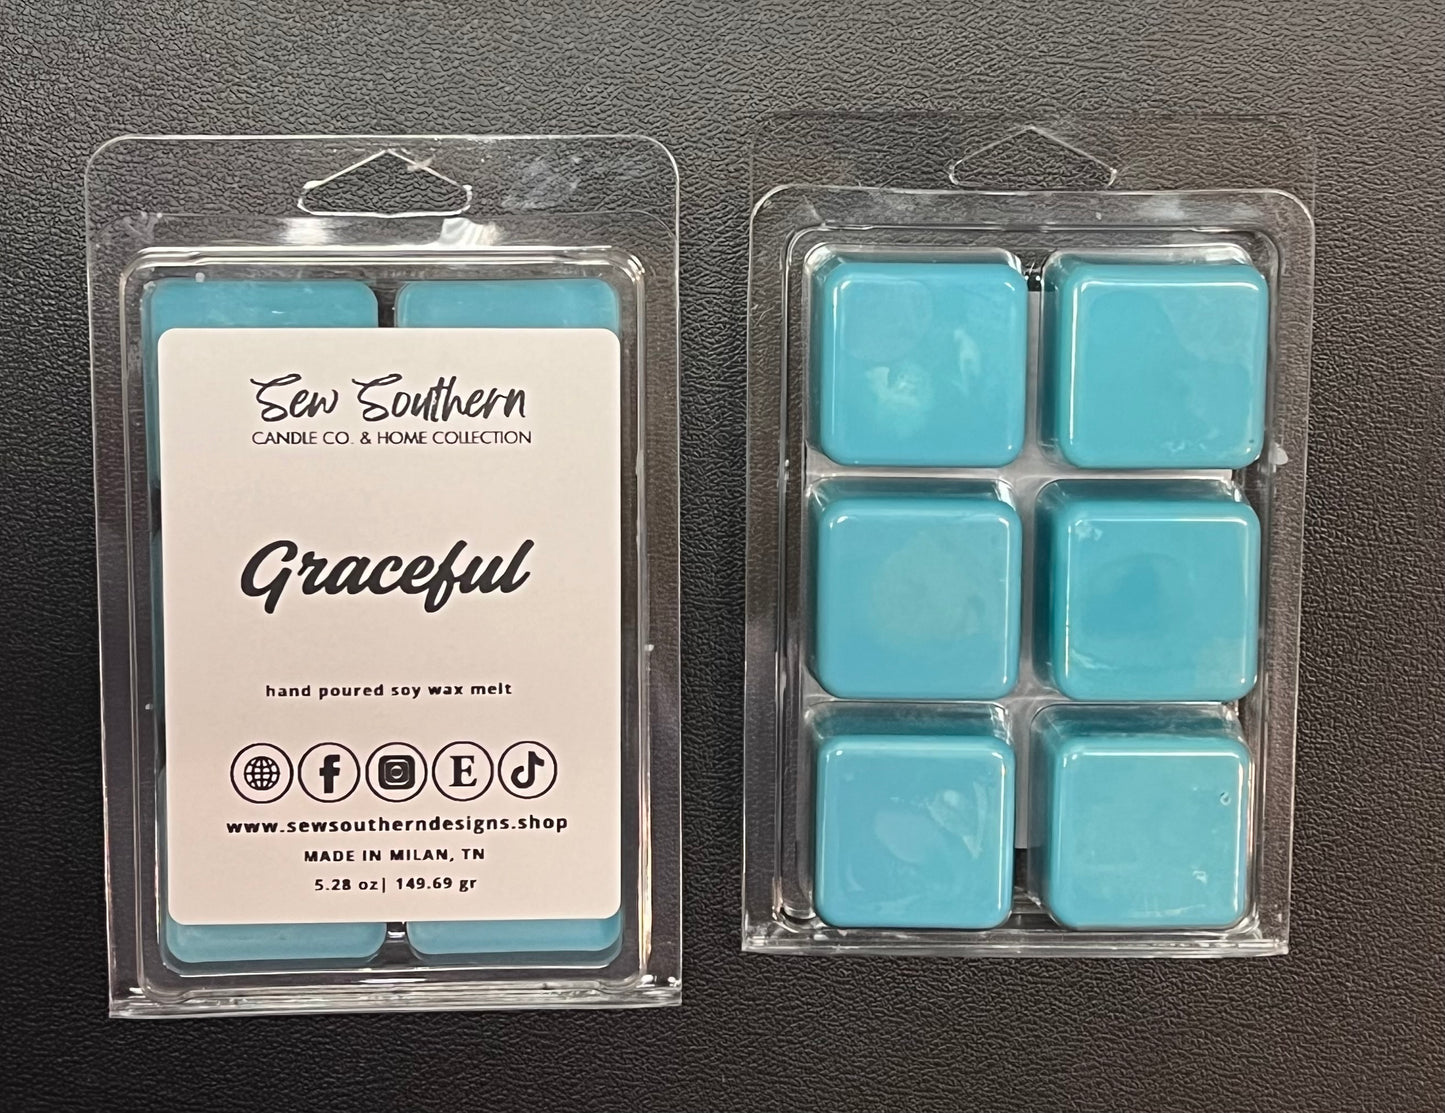 Sew Southern
CANDLE CO. & HOME COLLECTION
Graceful
hand poured soy wax melt
f E
www.sewsoutherndesigns.shop
MADE IN MILAN, TN
5.28 oz| 149.69 gr